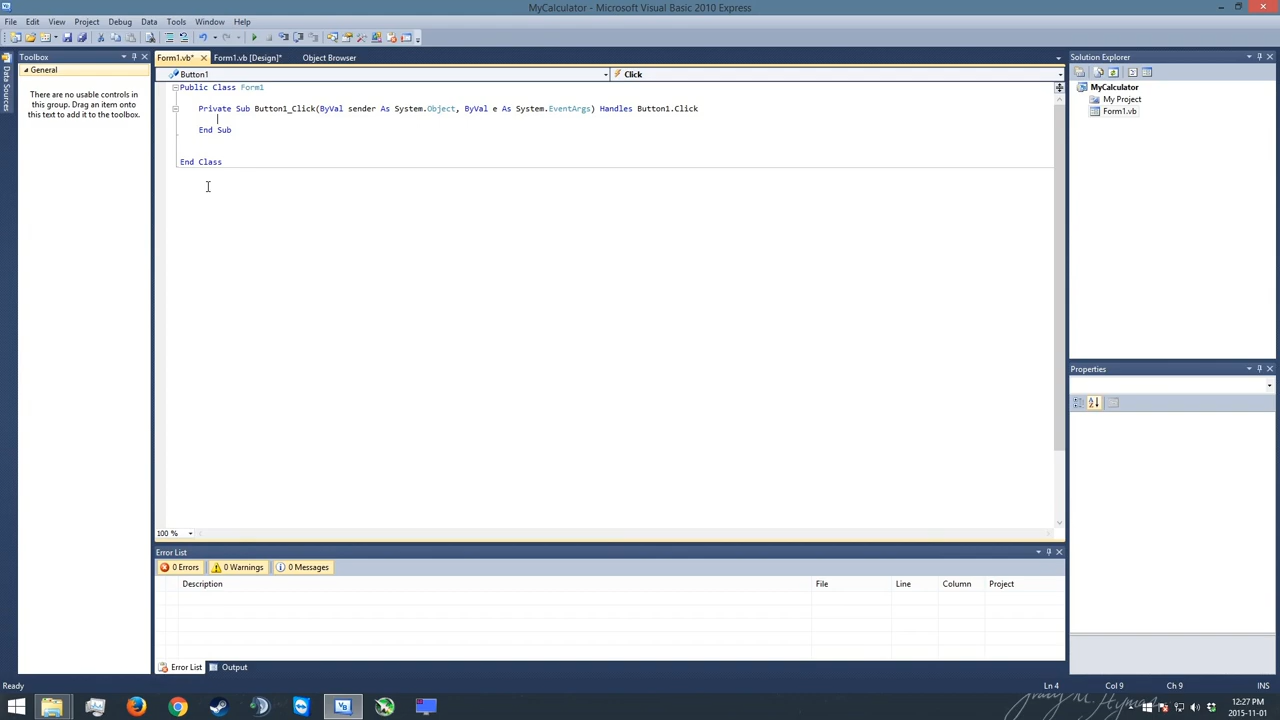 MyCalculator - Microsoft Visual Basic 2010 Express
File Edit View Project Debug Data Tools Window Help
Toolbox
General
There are no usable controls in
this group. Drag an item onto
this text to add it to the toolbox.
Data Sources
Form1.vb* Form1.vb [Design]* Object Browser
Button1 Click
Public Class Form1
Private Sub Button1_Click(ByVal sender As System.Object, ByVal e As System.EventArgs) Handles Button1.Click
End Sub
End Class
100 %
Solution Explorer
MyCalculator
My Project
Form1.vb
Properties
Error List
0 Errors 0 Warnings 0 Messages
Description File Line Column Project
Error List Output
Ready Ln 4 Col 9 Ch 9 INS
12:27 PM
2015-11-01